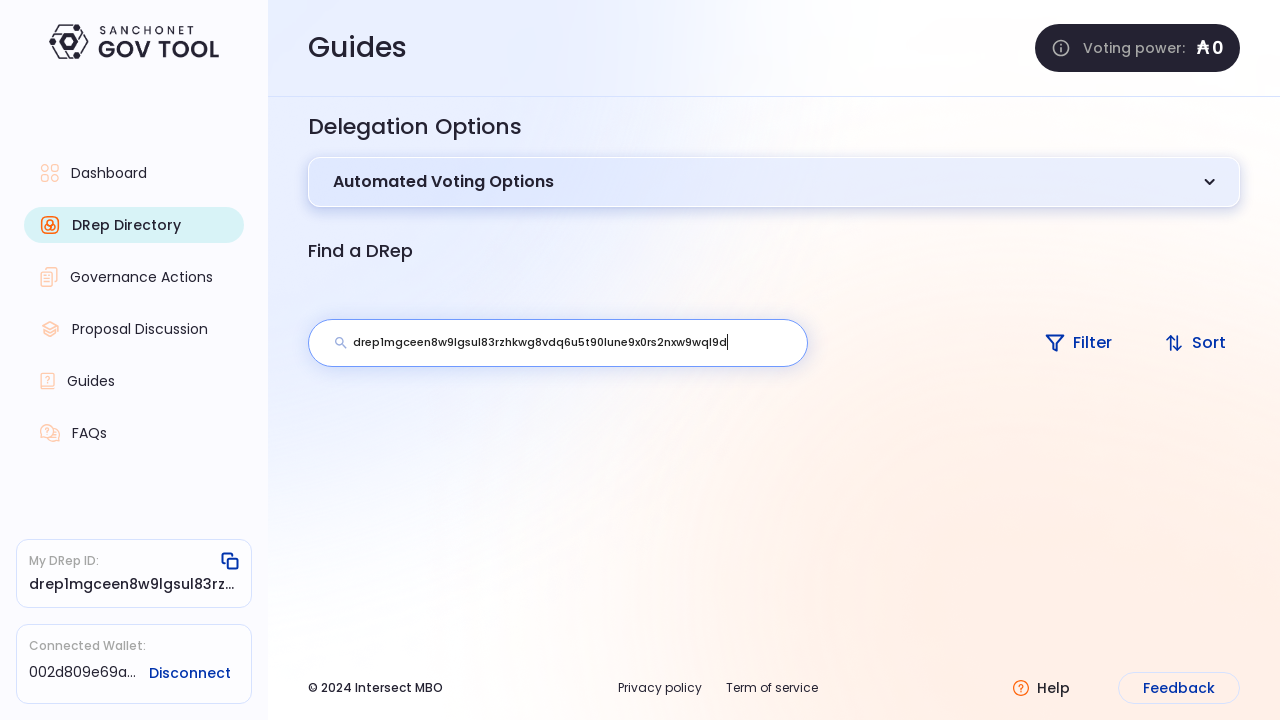 SANCHONET
GOV TOOL
Dashboard
DRep Directory
Governance Actions
Proposal Discussion
Guides
FAQs
My DRep ID:
drep1mgceen8w9lgsul83rz...
Connected Wallet:
002d809e69a...
Disconnect
Guides
Voting power: ₳0
Delegation Options
Automated Voting Options
Find a DRep
drep1mgceen8w9lgsul83rzhkwg8vdq6u5t90lune9x0rs2nxw9wql9d
Filter
Sort
© 2024 Intersect MBO
Privacy policy
Term of service
Help
Feedback